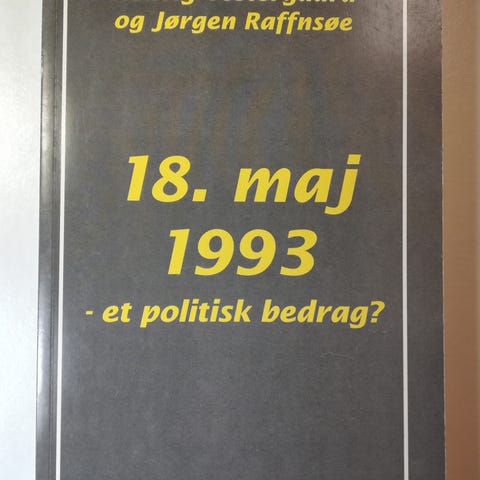 og Jørgen Raffnsøe
18. maj
1993
- et politisk bedrag?